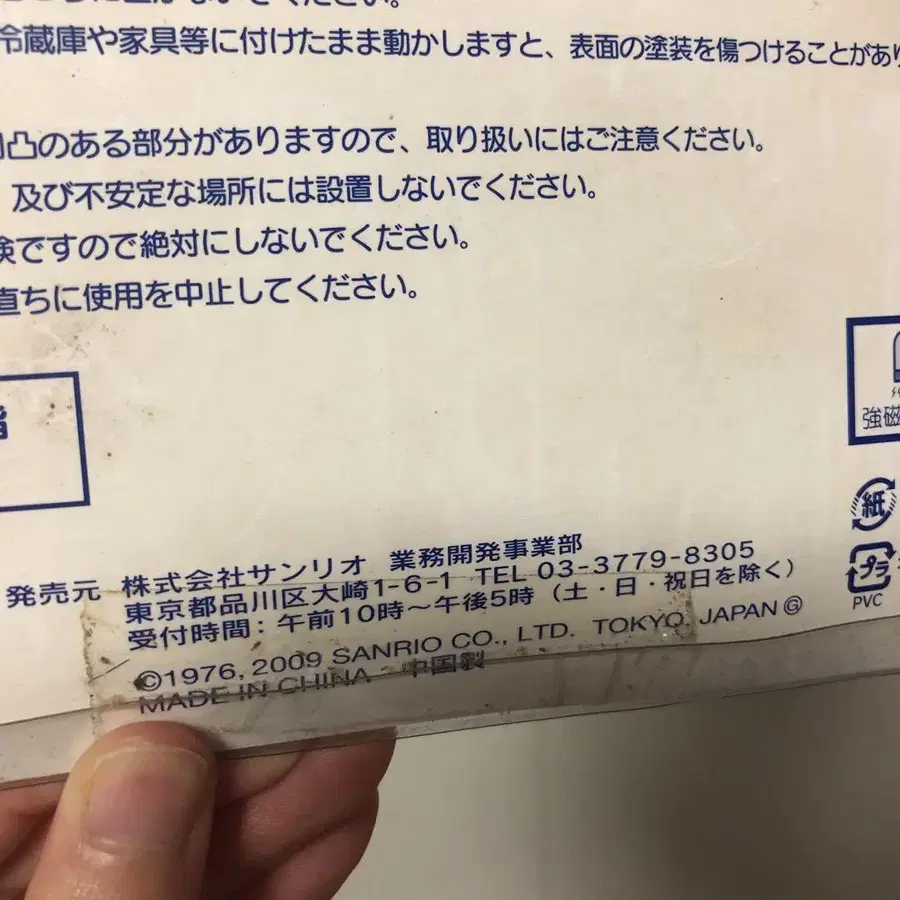 ください。
冷蔵庫や家具等に付けたまま動かしますと、表面の塗装を傷つけることがあり
凸のある部分がありますので、取り扱いにはご注意ください。
及び不安定な場所には設置しないでください。
険ですので絶対にしないでください。
直ちに使用を中止してください。
強磁
紙
プラ
PVC
発売元 株式会社サンリオ 業務開発事業部
東京都品川区大崎1-6-1 TEL 03-3779-8305
受付時間：午前10時～午後5時（土・日・祝日を除く）
©1976, 2009 SANRIO CO., LTD. TOKYO, JAPAN Ⓖ
MADE IN CHINA 中国製